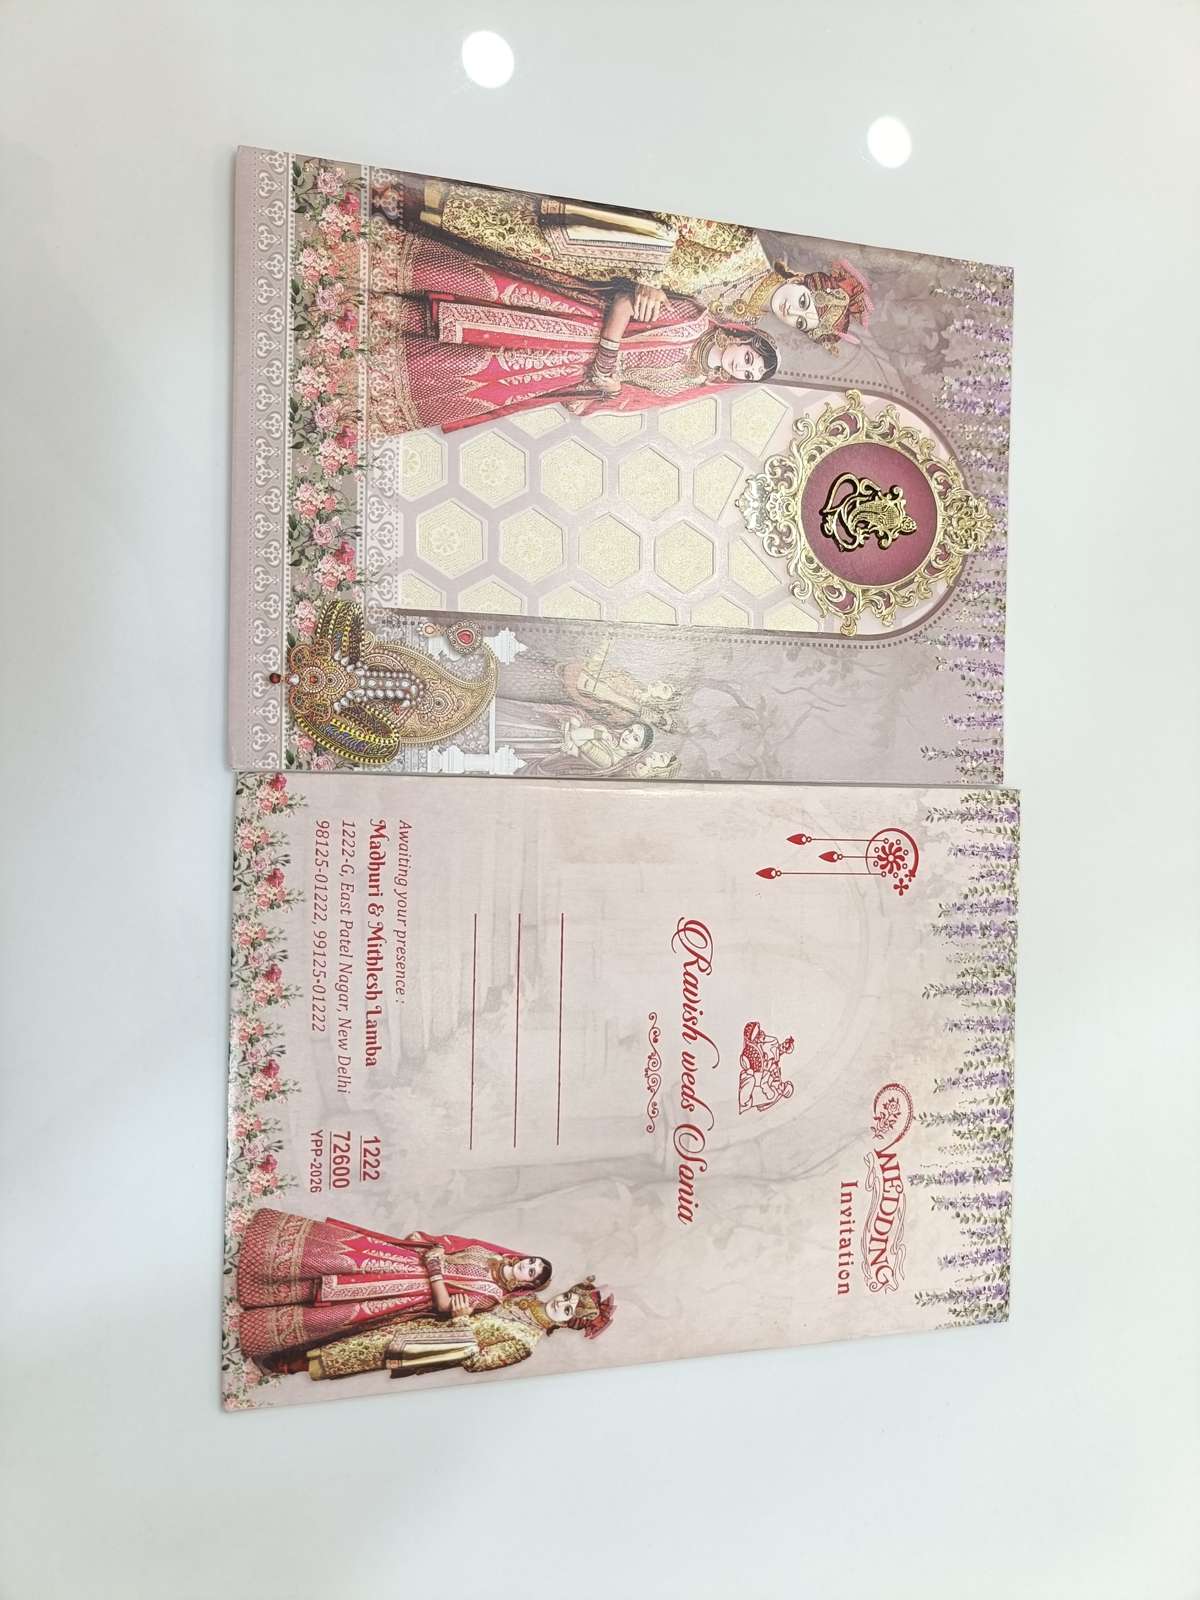 WEDDING
Invitation
Ravish weds Sonia
Awaiting your presence :
Madhuri & Mithlesh Lamba
1222-G, East Patel Nagar, New Delhi
98125-01222, 99125-01222
1222
72600
YPP-2026